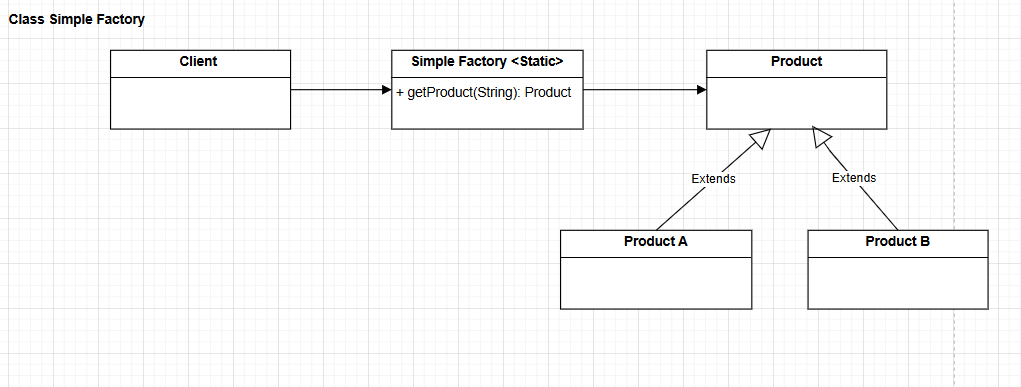 Class Simple Factory
Client
Simple Factory <Static>
Product
+ getProduct(String): Product
Extends
Extends
Product A
Product B